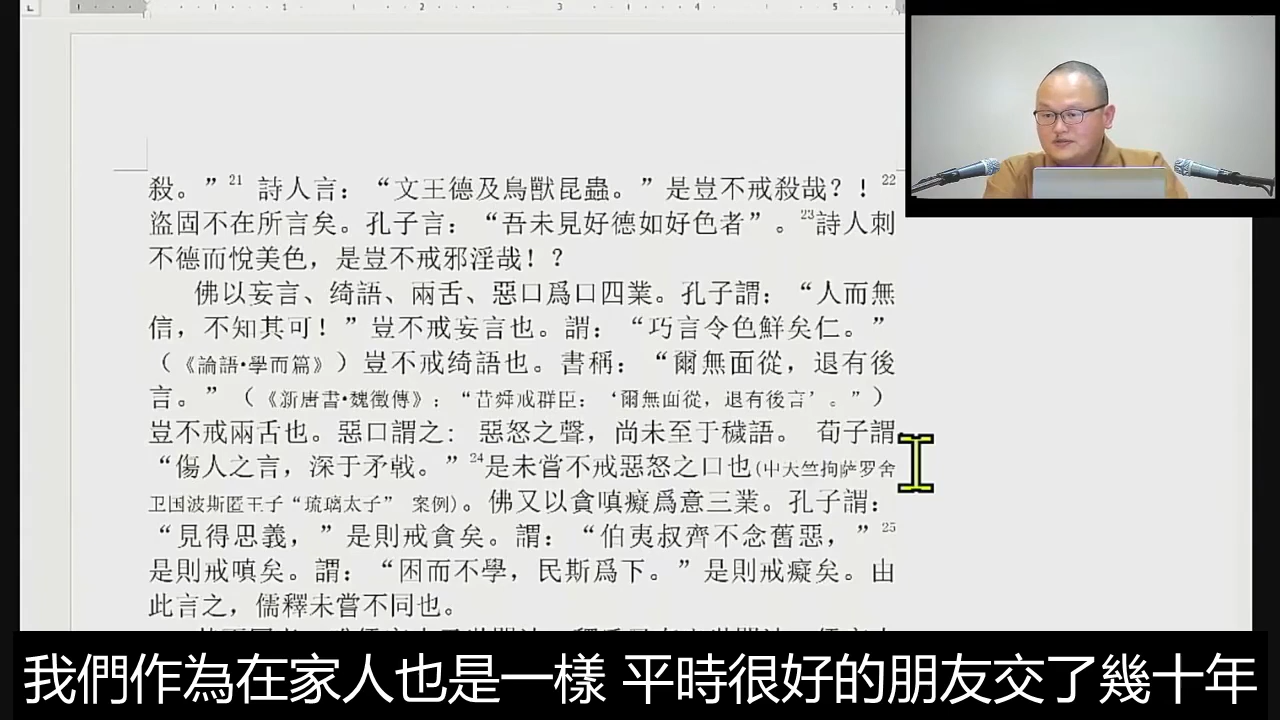 殺。”21 詩人言：“文王德及鳥獸昆蟲。”是豈不戒殺哉？！22
盜固不在所言矣。孔子言：“吾未見好德如好色者”。23詩人刺
不德而悅美色，是豈不戒邪淫哉！？
佛以妄言、绮語、兩舌、惡口爲口四業。孔子謂：“人而無
信，不知其可！”豈不戒妄言也。謂：“巧言令色鮮矣仁。”
（《論語•學而篇》）豈不戒绮語也。書稱：“爾無面從，退有後
言。”（《新唐書•魏徵傳》：“昔舜戒群臣：‘爾無面從，退有後言’。”）
豈不戒兩舌也。惡口謂之：惡怒之聲，尚未至于穢語。 荀子謂
“傷人之言，深于矛戟。”24是未嘗不戒惡怒之口也(中天竺拘萨罗舍
卫国波斯匿王子“琉璃太子” 案例)。佛又以貪嗔癡爲意三業。孔子謂：
“見得思義，”是則戒貪矣。謂：“伯夷叔齊不念舊惡，”25
是則戒嗔矣。謂：“困而不學，民斯爲下。”是則戒癡矣。由
此言之，儒釋未嘗不同也。
我們作為在家人也是一樣 平時很好的朋友交了幾十年